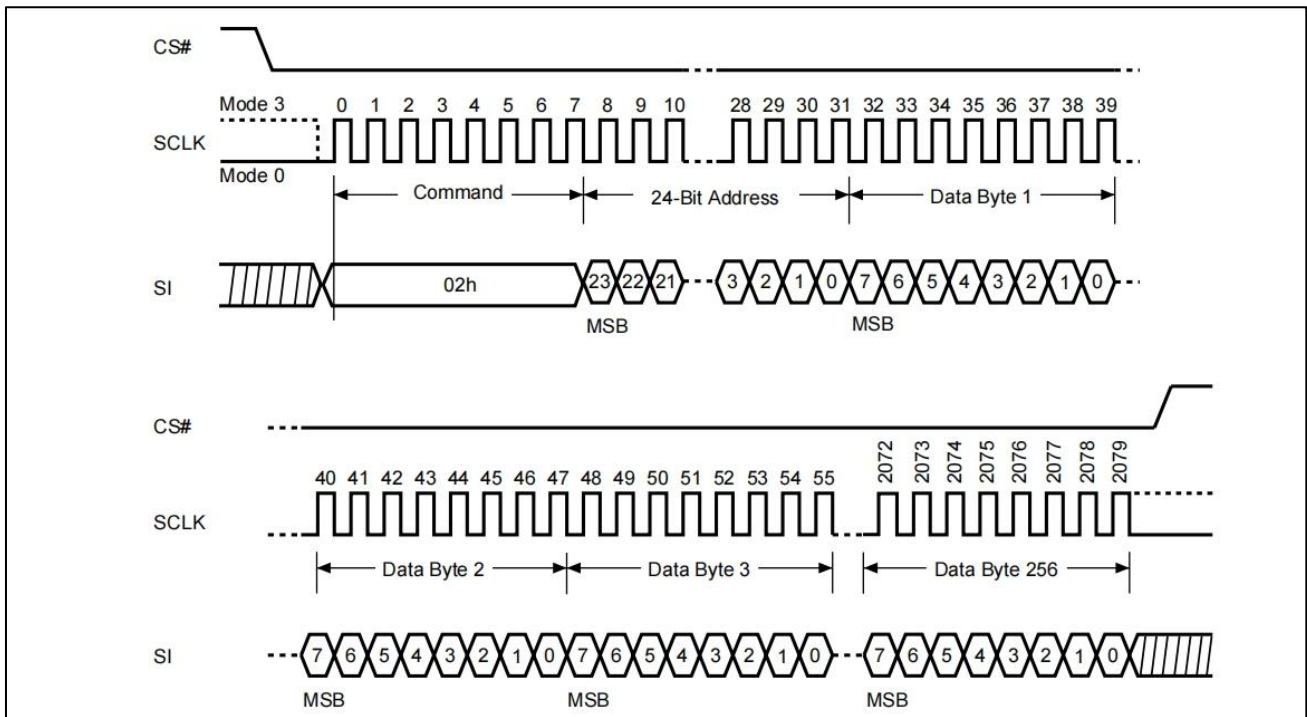 CS#
Mode 3
0 1 2 3 4 5 6 7 8 9 10 28 29 30 31 32 33 34 35 36 37 38 39
SCLK
Mode 0
Command 24-Bit Address Data Byte 1
SI 02h 23 22 21 3 2 1 0 7 6 5 4 3 2 1 0
MSB MSB
CS#
40 41 42 43 44 45 46 47 48 49 50 51 52 53 54 55 2072 2073 2074 2075 2076 2077 2078 2079
SCLK
Data Byte 2 Data Byte 3 Data Byte 256
SI 7 6 5 4 3 2 1 0 7 6 5 4 3 2 1 0 7 6 5 4 3 2 1 0
MSB MSB MSB